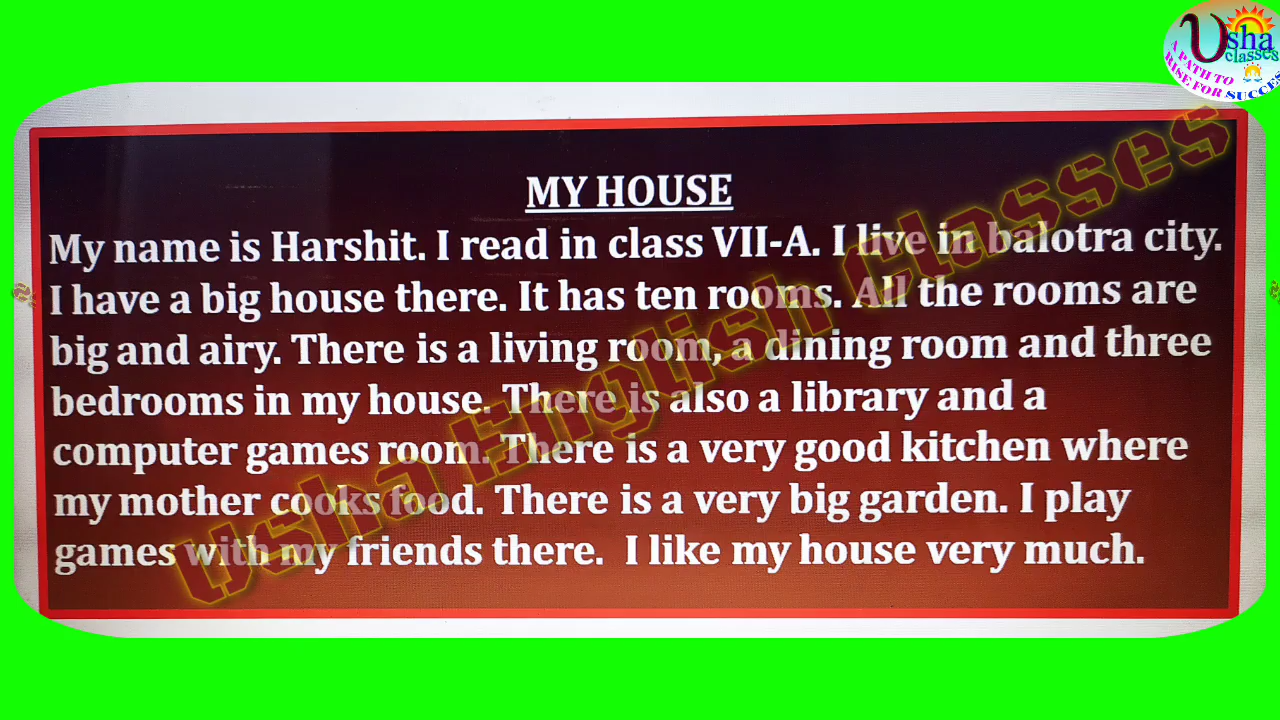 Usha
classes
A PATH TO
RISE FOR SUCCES
MY HOUSE
My name is Harshit. I read in class VII-A. I live in balotra city.
I have a big house there. It has ten rooms. All the rooms are
big and airy. There is a living room, a dining room and three
bedrooms in my house. There is also a library and a
computer games room. There is a very good kitchen where
my mother cooks food. There is a very big garden. I play
games with my friends there. I like my house very much.
Usha English Classes